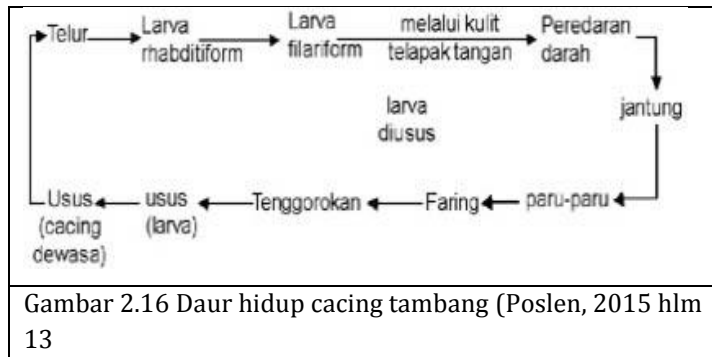 Telur
Larva
rhabditiform
Larva
filariform
melalui kulit
telapak tangan
Peredaran
darah
jantung
larva
diusus
Usus
(cacing
dewasa)
usus
(larva)
Tenggorokan
Faring
paru-paru
Gambar 2.16 Daur hidup cacing tambang (Poslen, 2015 hlm
13